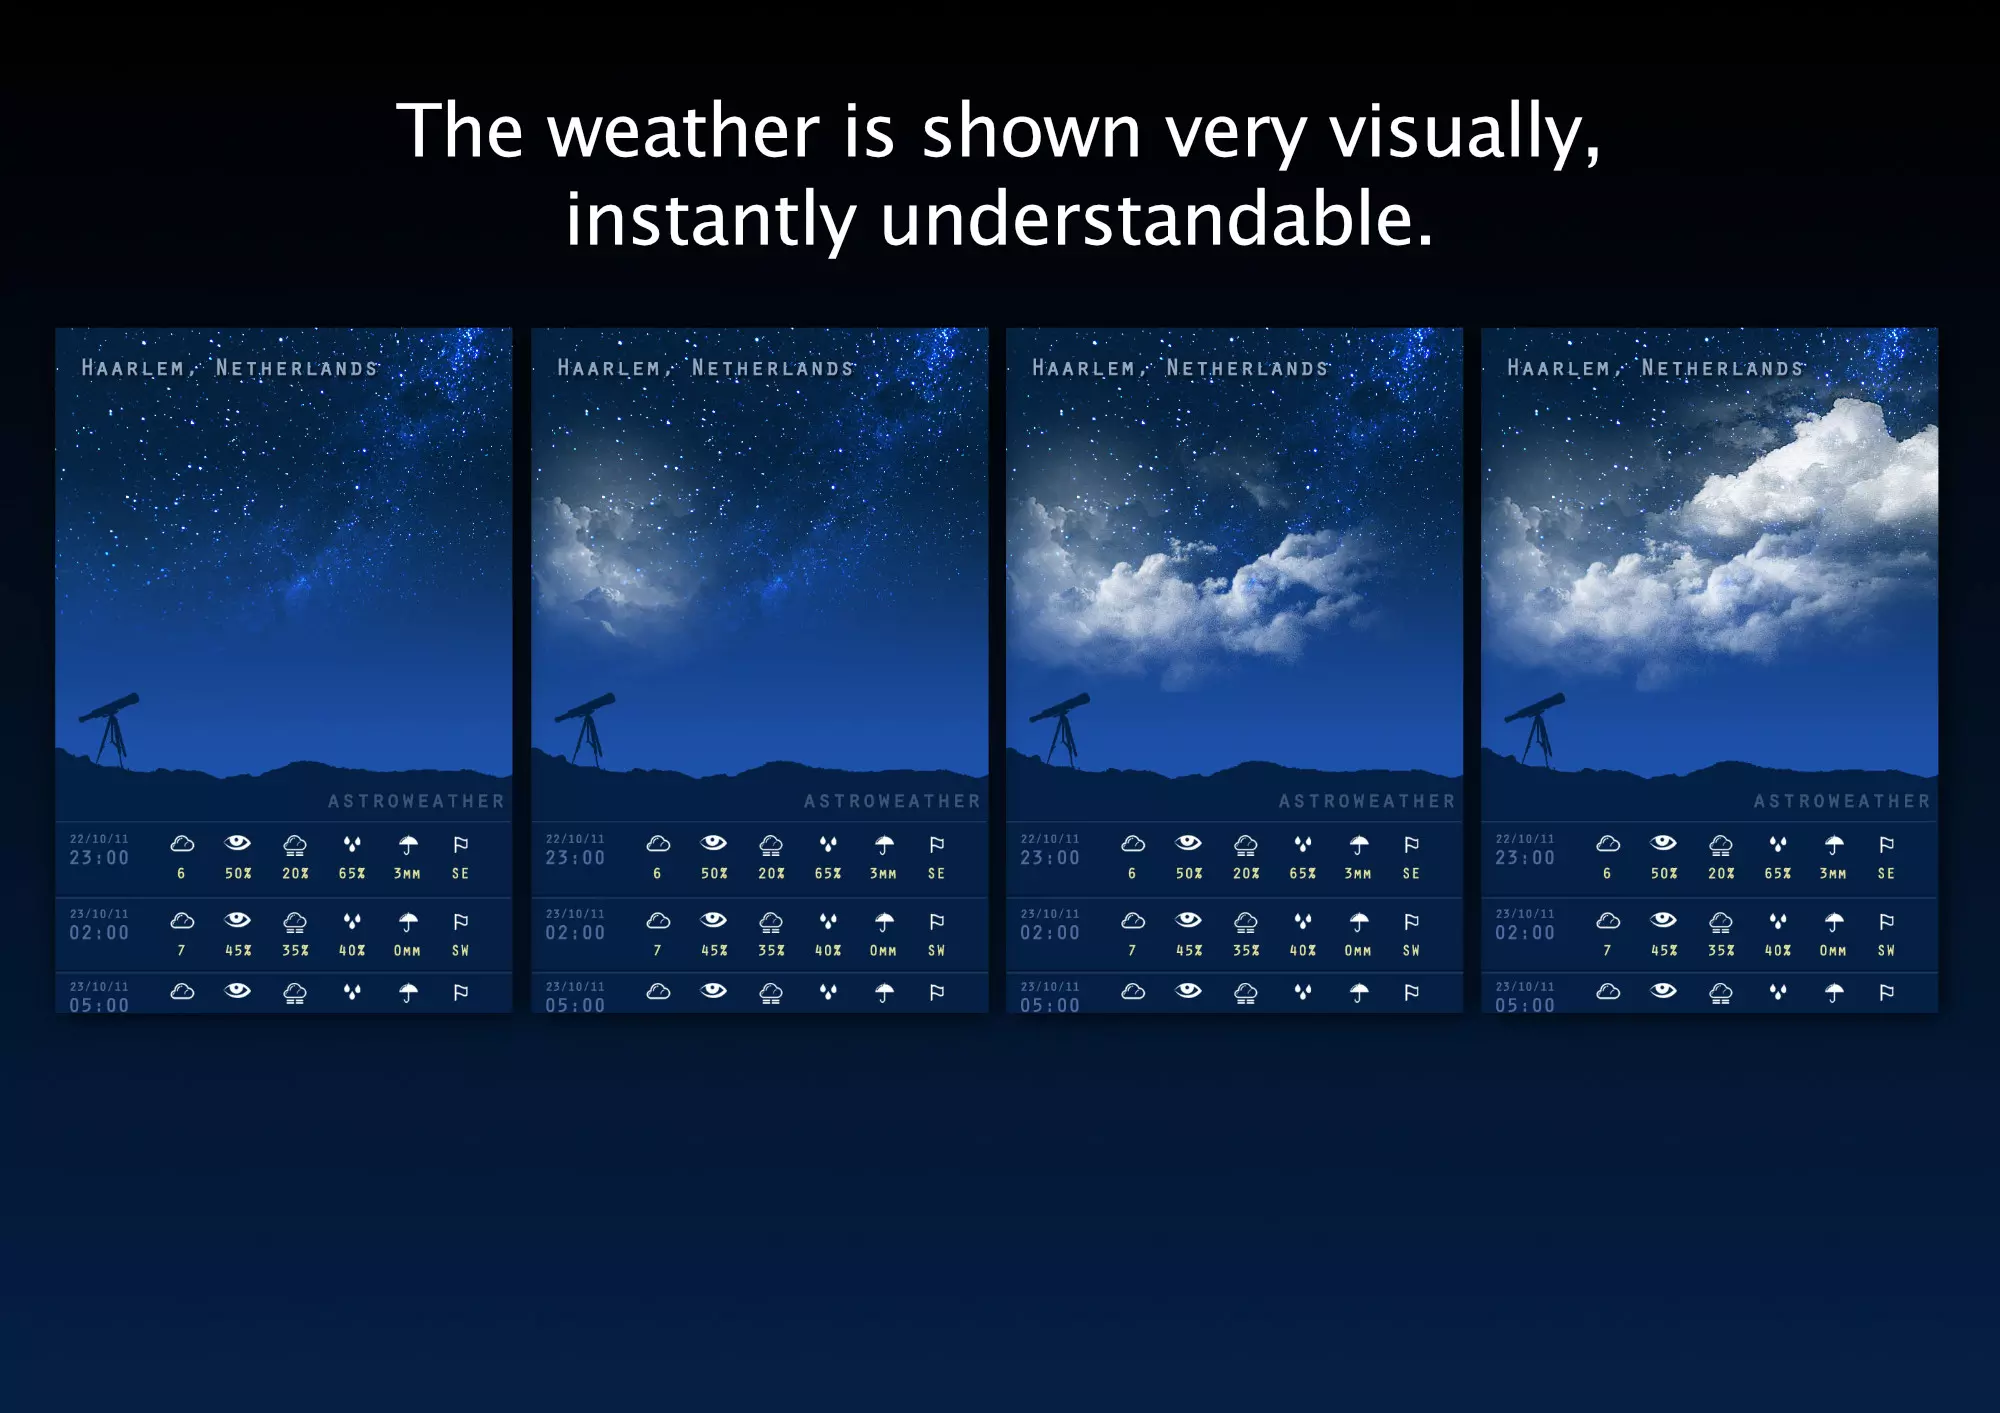 The weather is shown very visually,
instantly understandable.
HAARLEM, NETHERLANDS
ASTROWEATHER
22/10/11
23:00
6 50% 20% 65% 3MM SE
23/10/11
02:00
7 45% 35% 40% 0MM SW
23/10/11
05:00
HAARLEM, NETHERLANDS
ASTROWEATHER
22/10/11
23:00
6 50% 20% 65% 3MM SE
23/10/11
02:00
7 45% 35% 40% 0MM SW
23/10/11
05:00
HAARLEM, NETHERLANDS
ASTROWEATHER
22/10/11
23:00
6 50% 20% 65% 3MM SE
23/10/11
02:00
7 45% 35% 40% 0MM SW
23/10/11
05:00
HAARLEM, NETHERLANDS
ASTROWEATHER
22/10/11
23:00
6 50% 20% 65% 3MM SE
23/10/11
02:00
7 45% 35% 40% 0MM SW
23/10/11
05:00